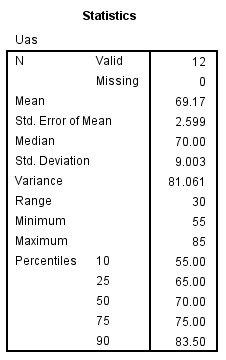 Statistics
Uas
N Valid 12
Missing 0
Mean 69.17
Std. Error of Mean 2.599
Median 70.00
Std. Deviation 9.003
Variance 81.061
Range 30
Minimum 55
Maximum 85
Percentiles 10 55.00
25 65.00
50 70.00
75 75.00
90 83.50